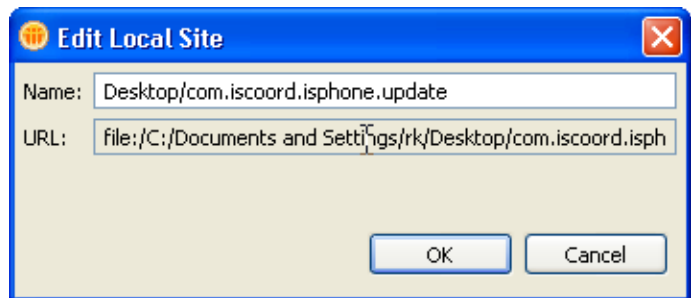 Edit Local Site
Name: Desktop/com.iscoord.isphone.update
URL: file:/C:/Documents and Settings/rk/Desktop/com.iscoord.isph
OK Cancel